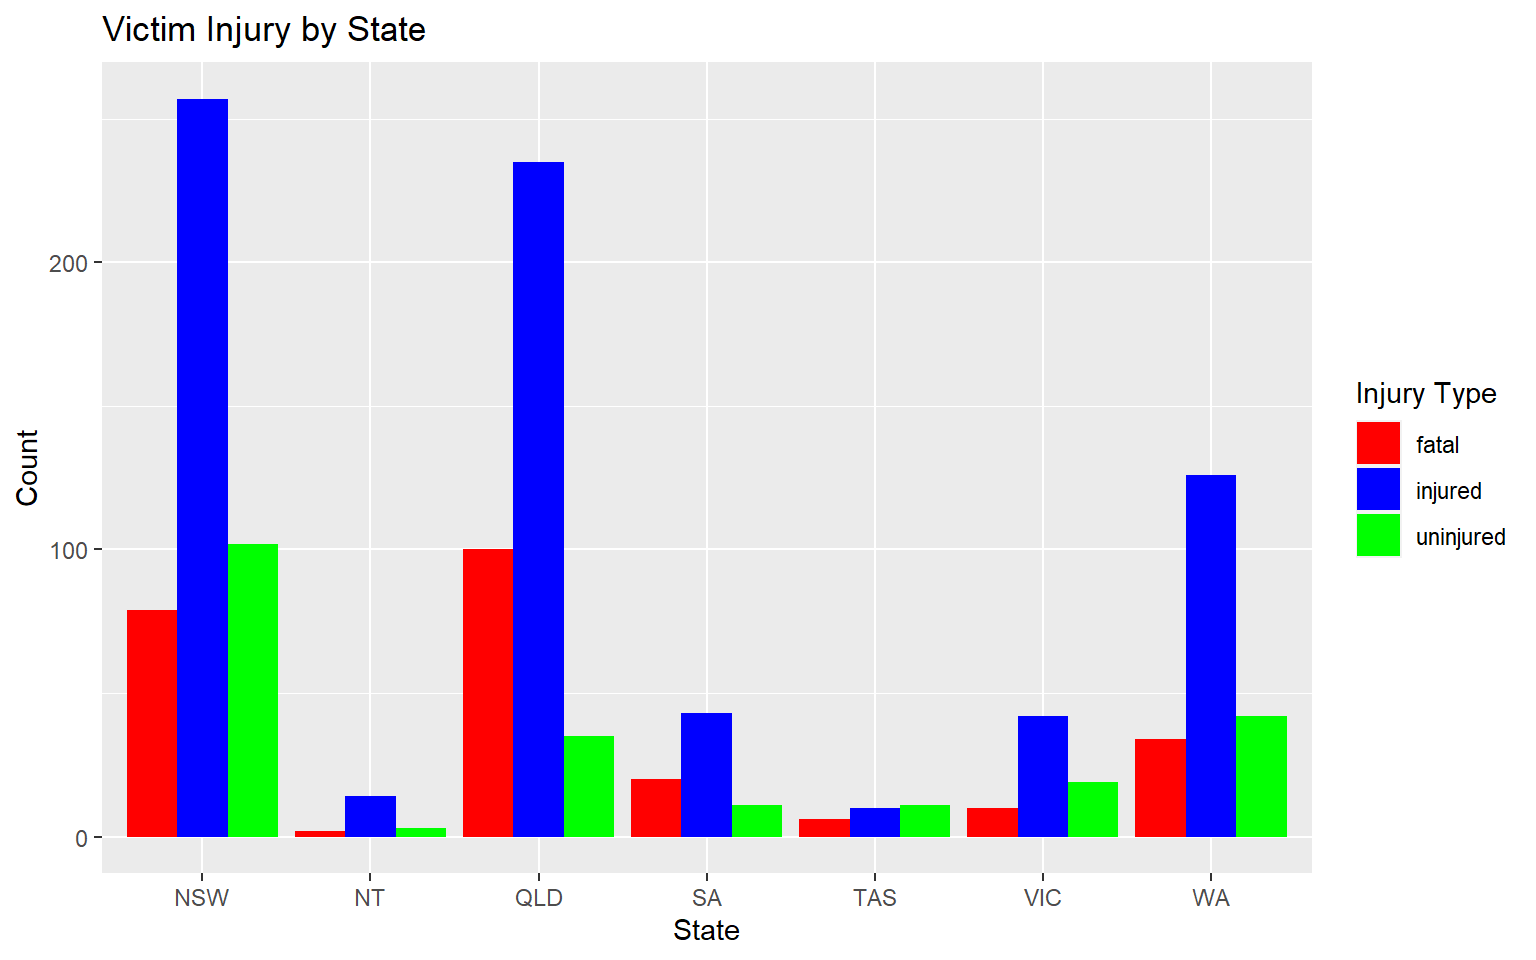 Victim Injury by State
Count
200
100
0
NSW NT QLD SA TAS VIC WA
State
Injury Type
fatal
injured
uninjured